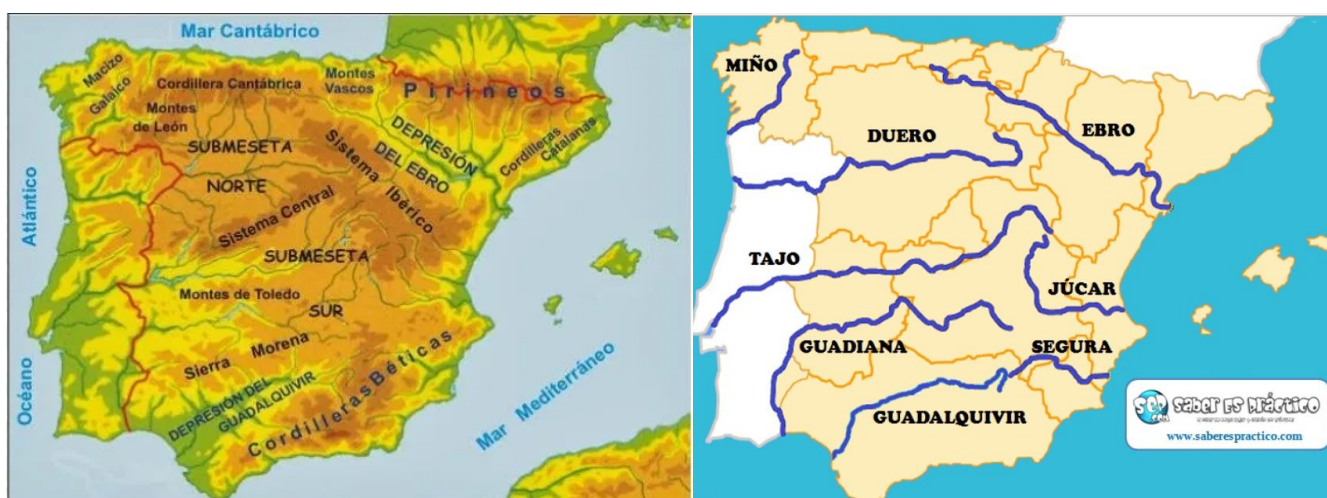 Mar Cantábrico
Macizo
Galaico
Cordillera Cantábrica
Montes
Vascos
Pirineos
Montes
de León
DEPRESIÓN
DEL EBRO
Cordilleras
Catalanas
SUBMESETA
NORTE
Sistema Ibérico
Sistema Central
Atlántico
SUBMESETA
SUR
Montes de Toledo
Sierra Morena
Océano
DEPRESIÓN DEL
GUADALQUIVIR
Cordilleras Béticas
Mar Mediterráneo
MIÑO
DUERO
EBRO
TAJO
JÚCAR
GUADIANA
SEGURA
GUADALQUIVIR
SEP
.com
SABER ES PRÁCTICO
www.saberespractico.com